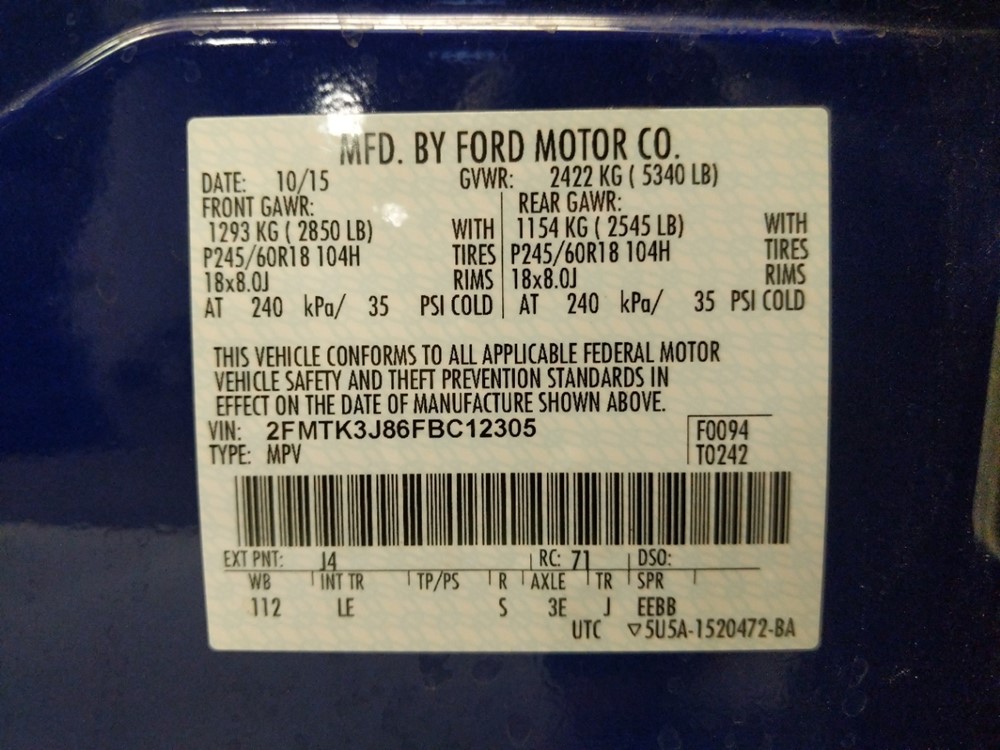 MFD. BY FORD MOTOR CO.
DATE: 10/15 GVWR: 2422 KG ( 5340 LB)
FRONT GAWR: REAR GAWR:
1293 KG ( 2850 LB) WITH 1154 KG ( 2545 LB) WITH
P245/60R18 104H TIRES P245/60R18 104H TIRES
18x8.0J RIMS 18x8.0J RIMS
AT 240 kPa/ 35 PSI COLD AT 240 kPa/ 35 PSI COLD
THIS VEHICLE CONFORMS TO ALL APPLICABLE FEDERAL MOTOR
VEHICLE SAFETY AND THEFT PREVENTION STANDARDS IN
EFFECT ON THE DATE OF MANUFACTURE SHOWN ABOVE.
VIN: 2FMTK3J86FBC12305 F0094
TYPE: MPV T0242
EXT PNT: J4 RC: 71 DSO:
WB INT TR TP/PS R AXLE TR SPR
112 LE S 3E J EEBB
UTC ▽5U5A-1520472-BA